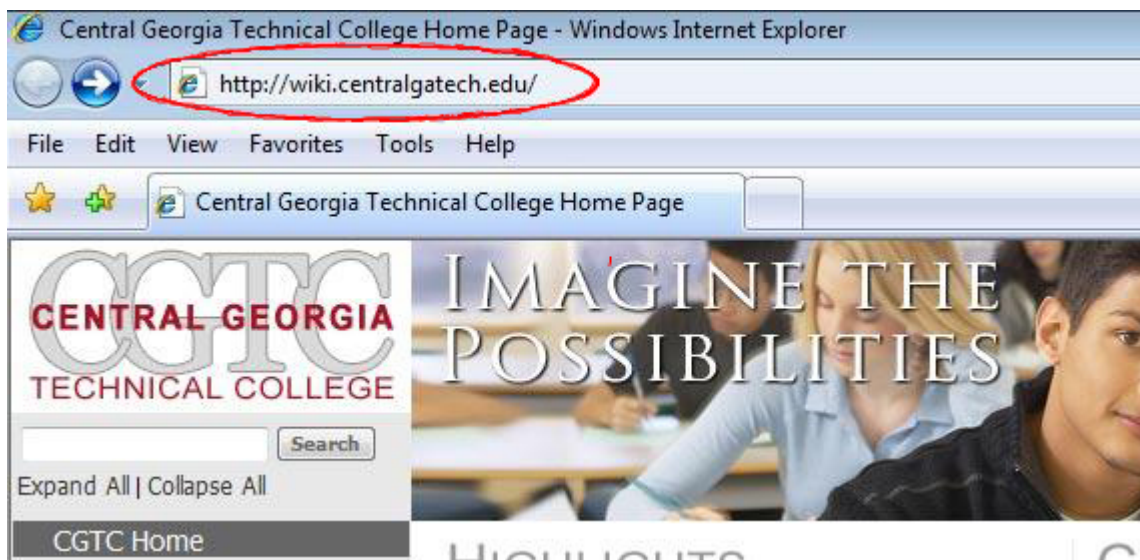 Central Georgia Technical College Home Page - Windows Internet Explorer
http://wiki.centralgatech.edu/
File Edit View Favorites Tools Help
Central Georgia Technical College Home Page
CGTC
CENTRAL GEORGIA
TECHNICAL COLLEGE
IMAGINE THE
POSSIBILITIES
Search
Expand All | Collapse All
CGTC Home
HIGHLIGHTS